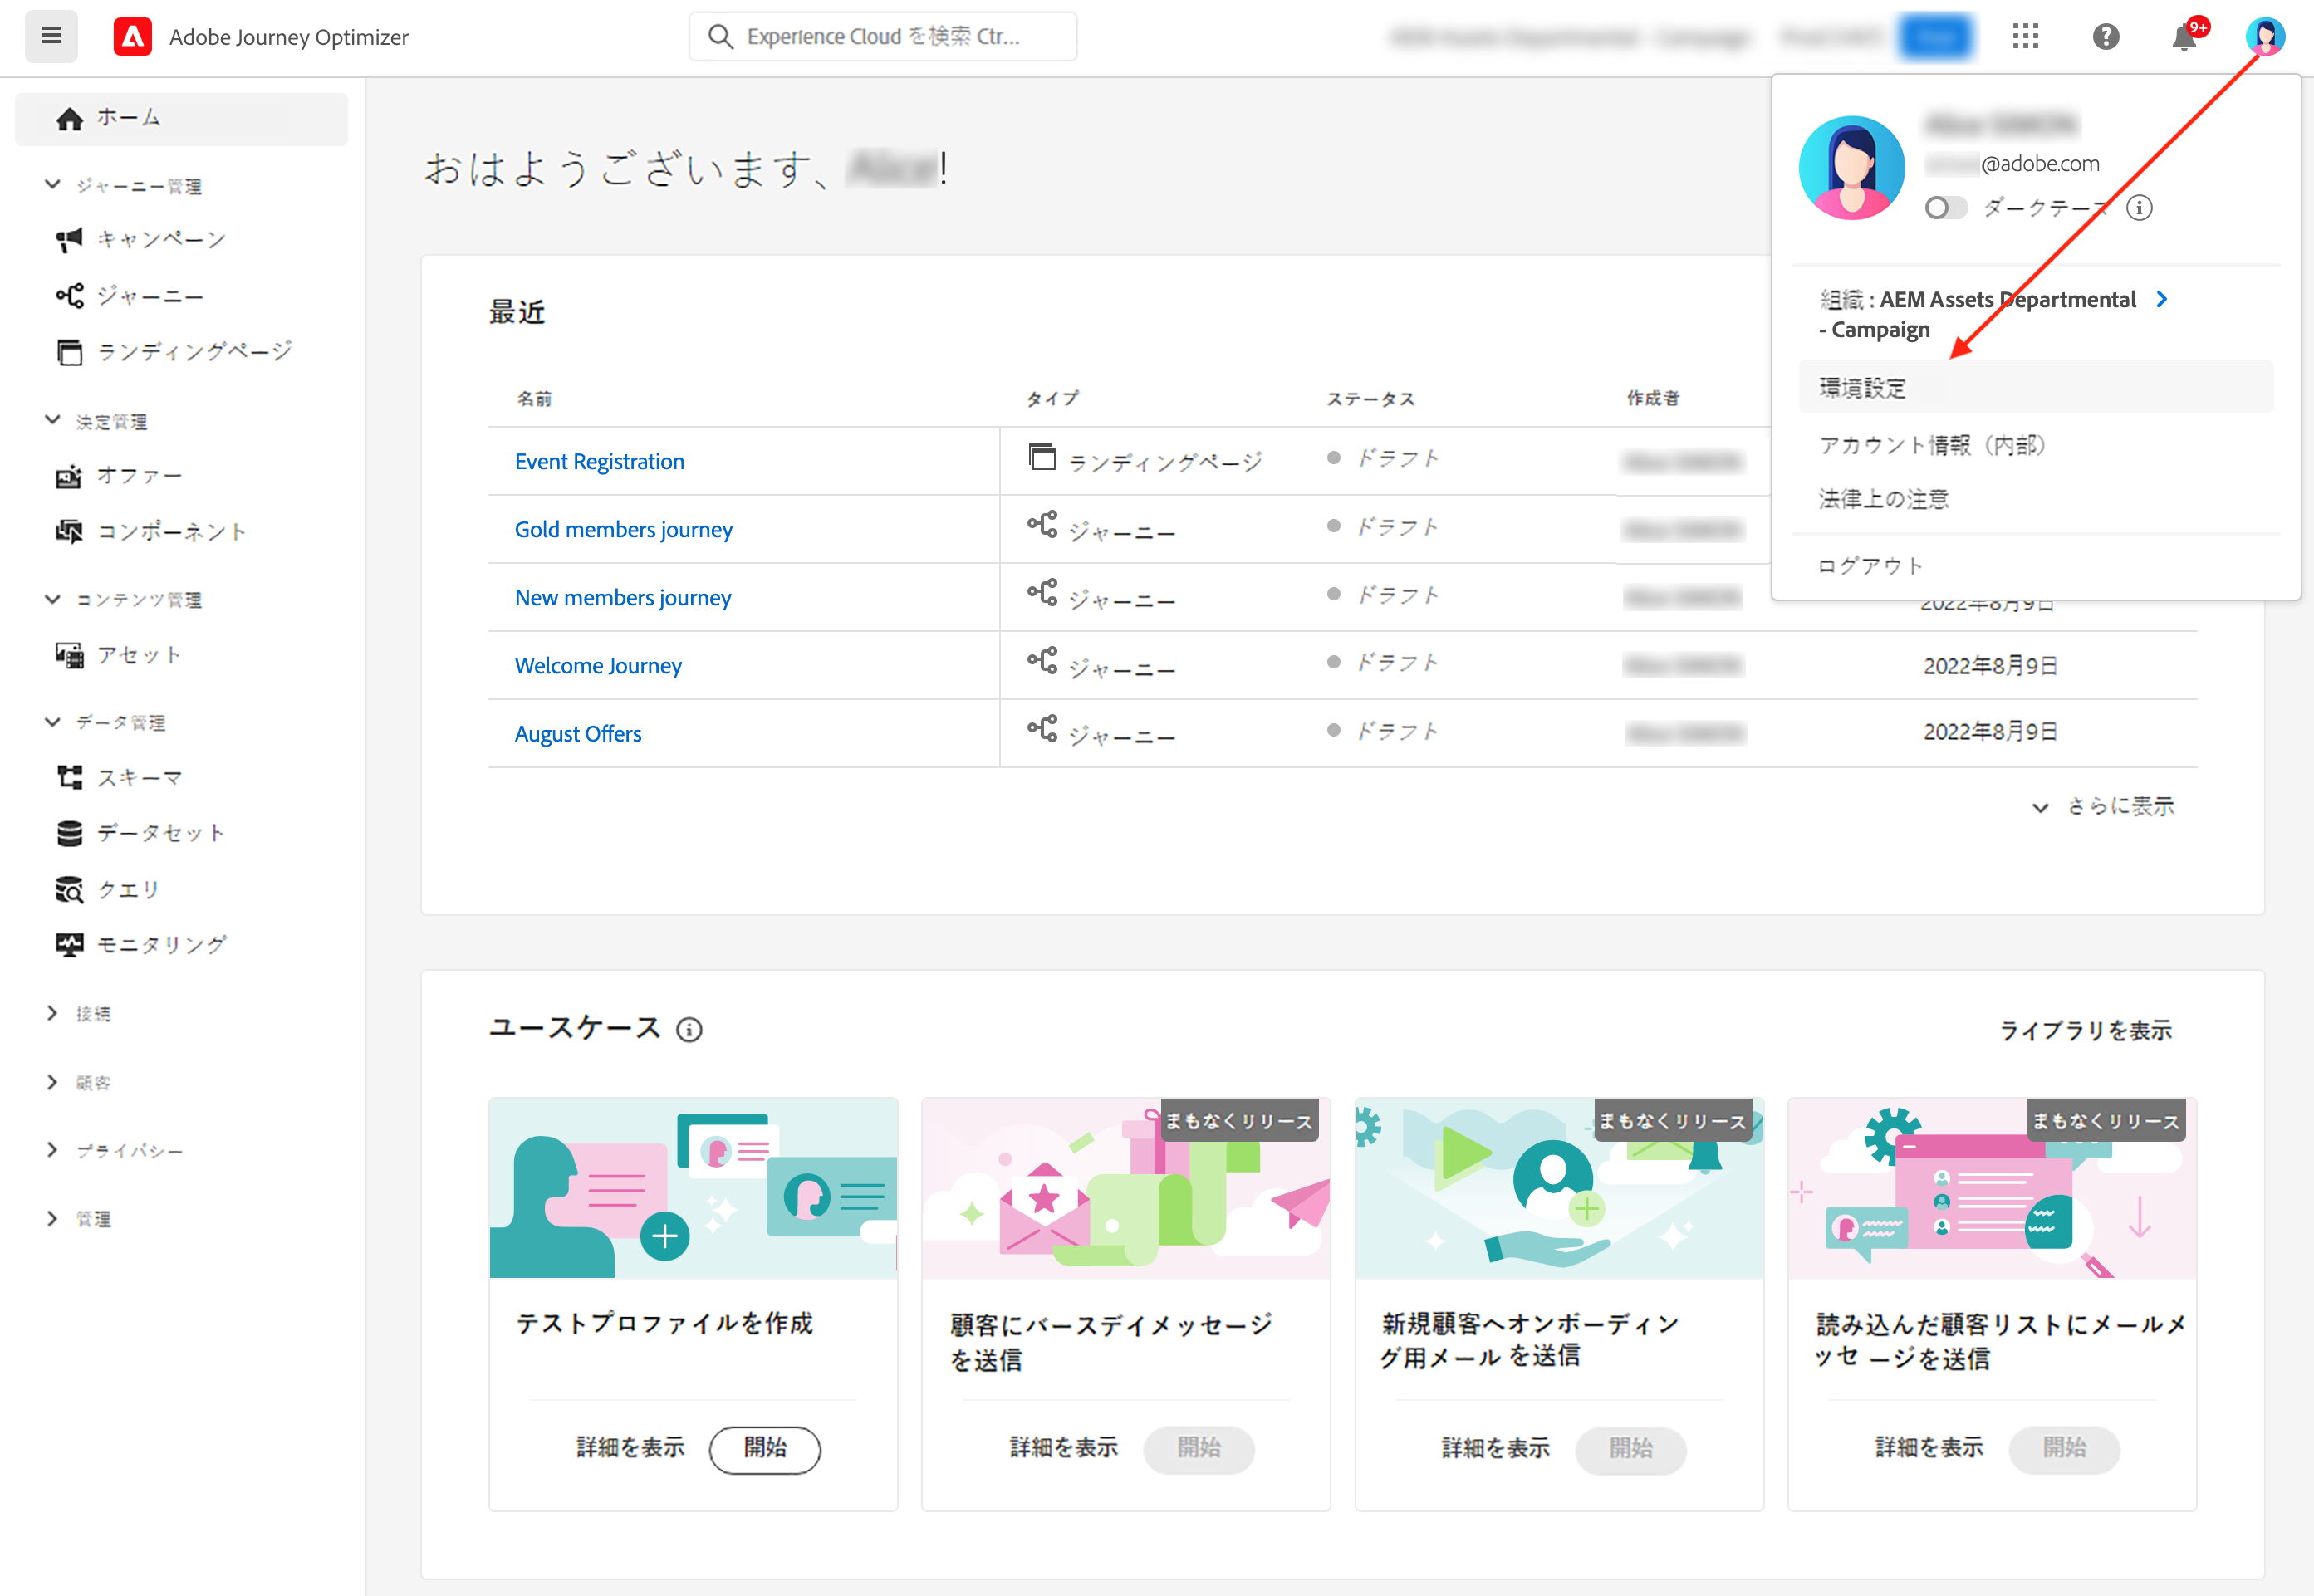 Adobe Journey Optimizer
Experience Cloud を検索 Ctr...
9+
ホーム
ジャーニー管理
キャンペーン
ジャーニー
ランディングページ
決定管理
オファー
コンポーネント
コンテンツ管理
アセット
データ管理
スキーマ
データセット
クエリ
モニタリング
接続
顧客
プライバシー
管理
おはようございます、
!
@adobe.com
ダークテーマ
組織 : AEM Assets Departmental
- Campaign
環境設定
アカウント情報（内部）
法律上の注意
ログアウト
最近
名前 タイプ ステータス 作成者
Event Registration ランディングページ ドラフト
Gold members journey ジャーニー ドラフト
New members journey ジャーニー ドラフト 2022年8月9日
Welcome Journey ジャーニー ドラフト 2022年8月9日
August Offers ジャーニー ドラフト 2022年8月9日
さらに表示
ユースケース
ライブラリを表示
テストプロファイルを作成
詳細を表示 開始
まもなくリリース
顧客にバースデイメッセージ
を送信
詳細を表示 開始
まもなくリリース
新規顧客へオンボーディン
グ用メール を送信
詳細を表示 開始
まもなくリリース
読み込んだ顧客リストにメールメ
ッセ ージを送信
詳細を表示 開始